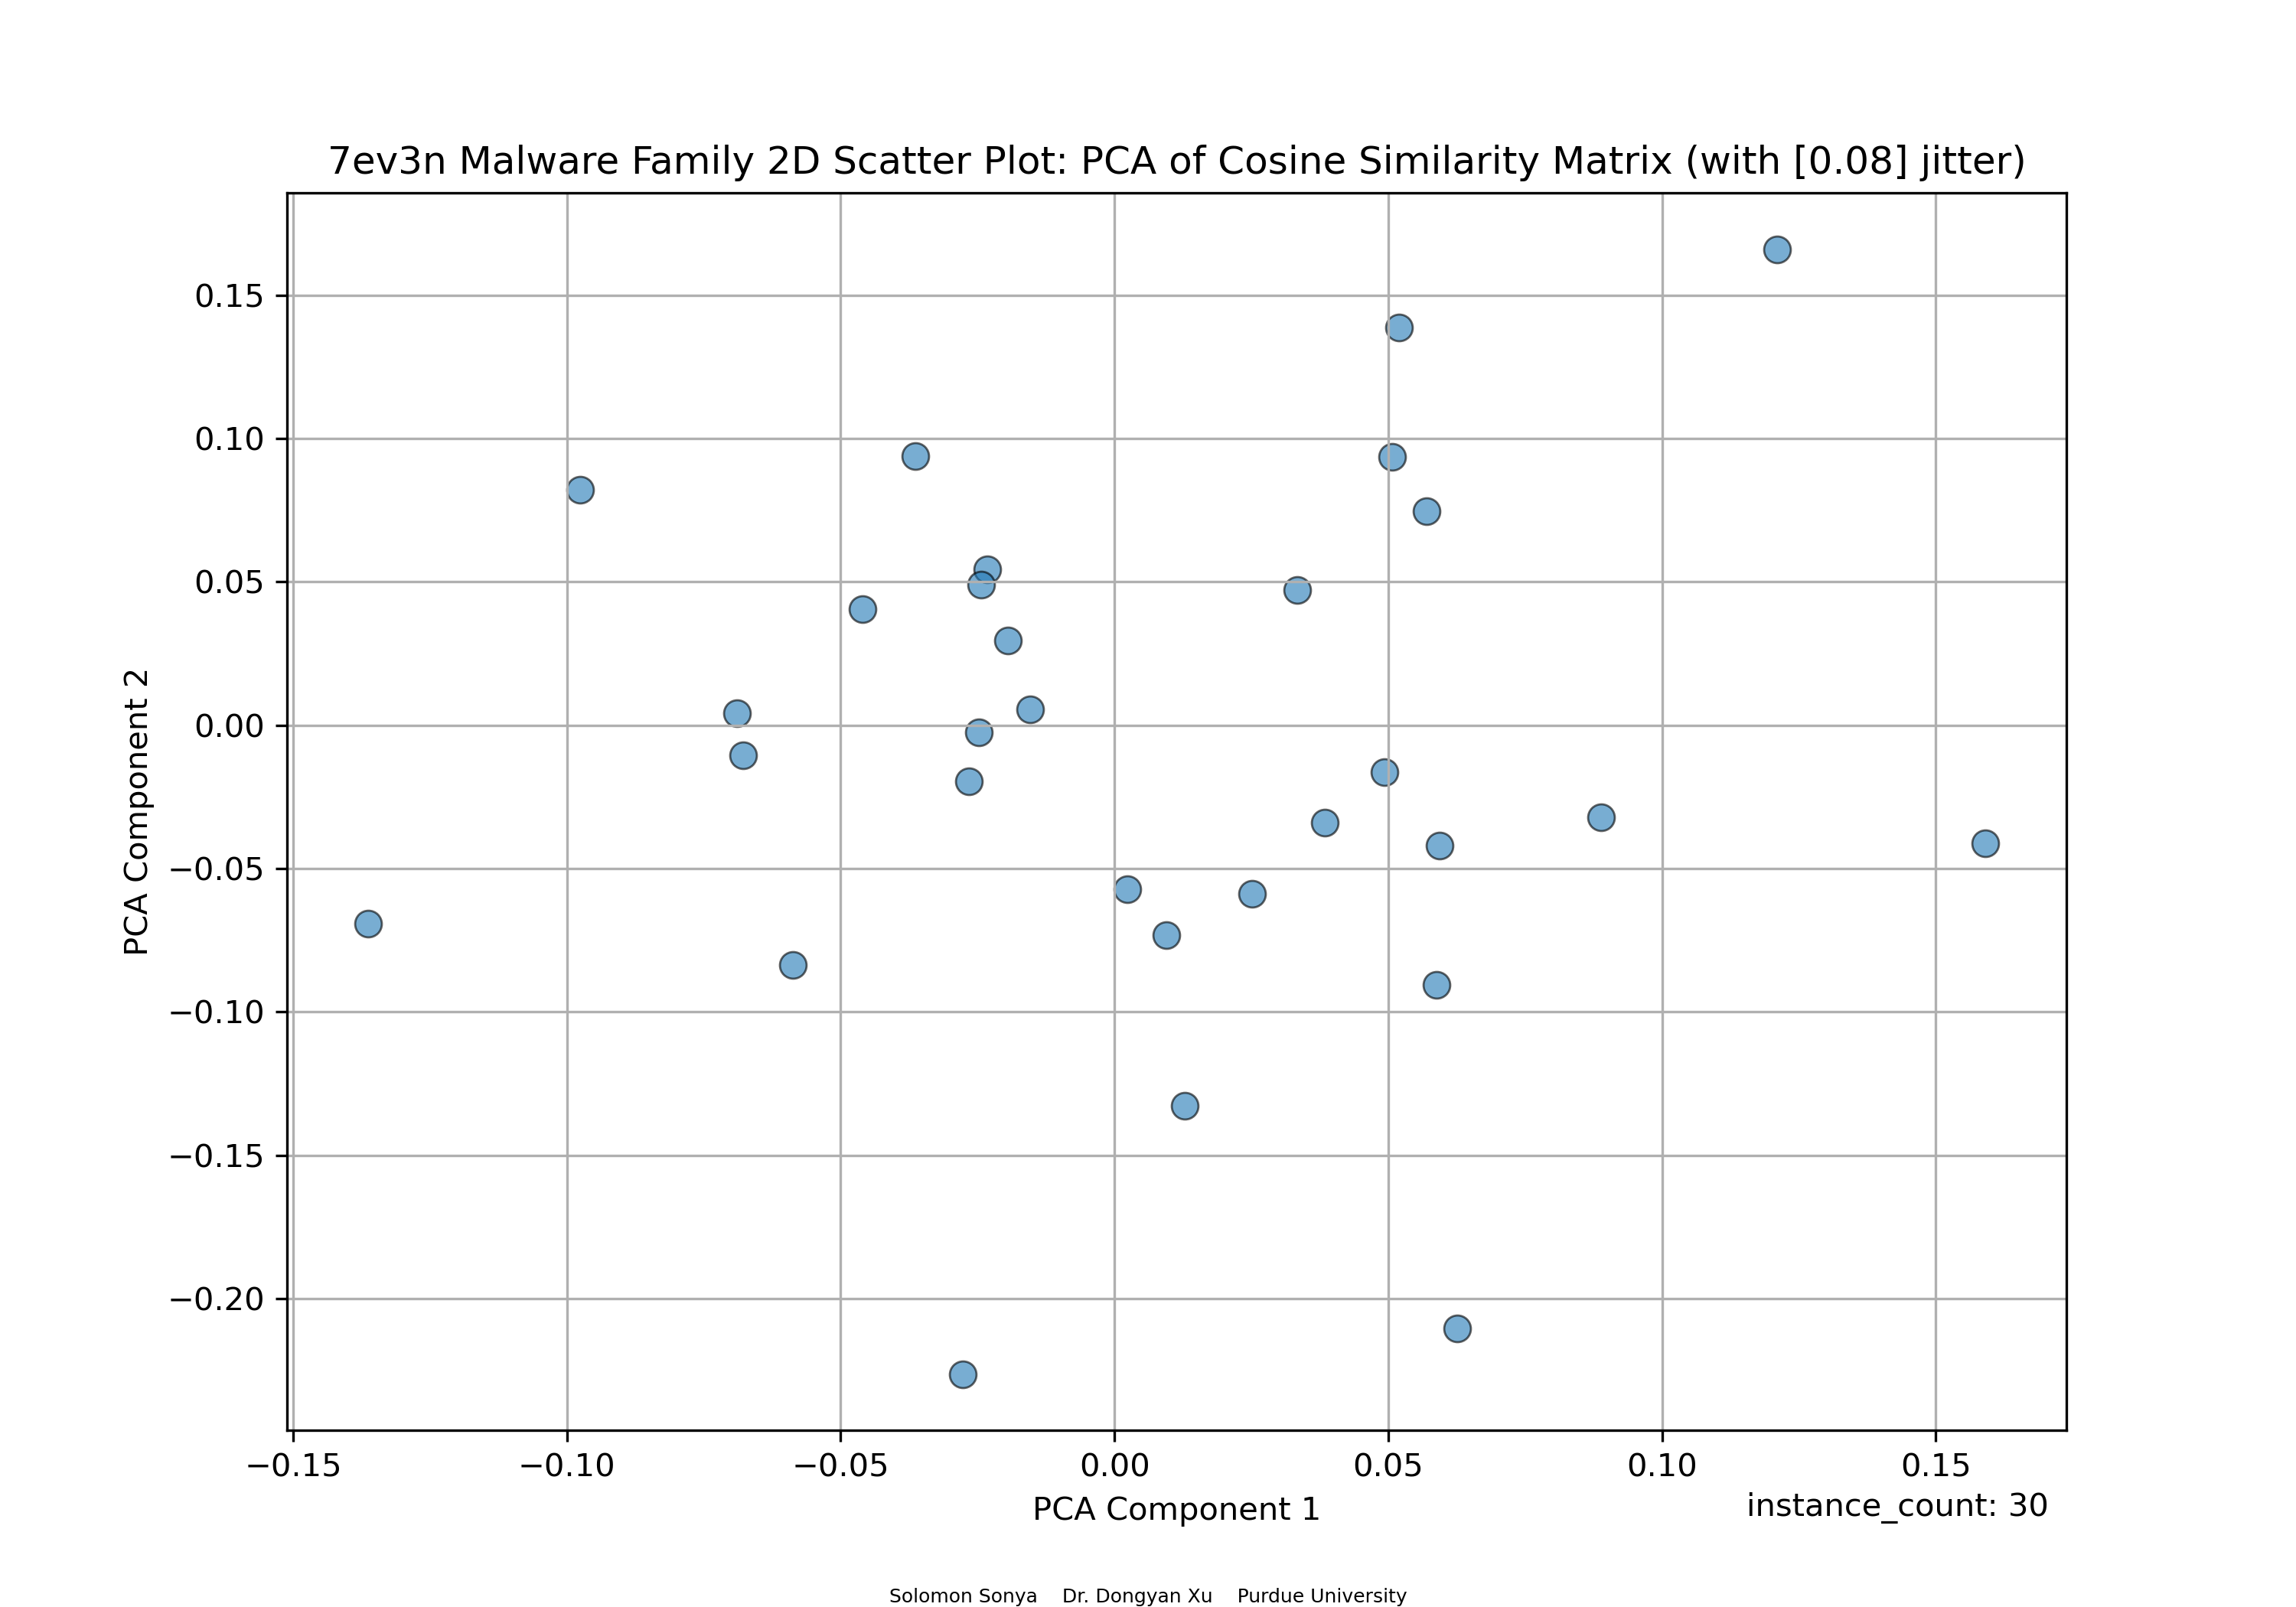 7ev3n Malware Family 2D Scatter Plot: PCA of Cosine Similarity Matrix (with [0.08] jitter)
PCA Component 2
0.15
0.10
0.05
0.00
−0.05
−0.10
−0.15
−0.20
−0.15 −0.10 −0.05 0.00 0.05 0.10 0.15
PCA Component 1
instance_count: 30
Solomon Sonya Dr. Dongyan Xu Purdue University